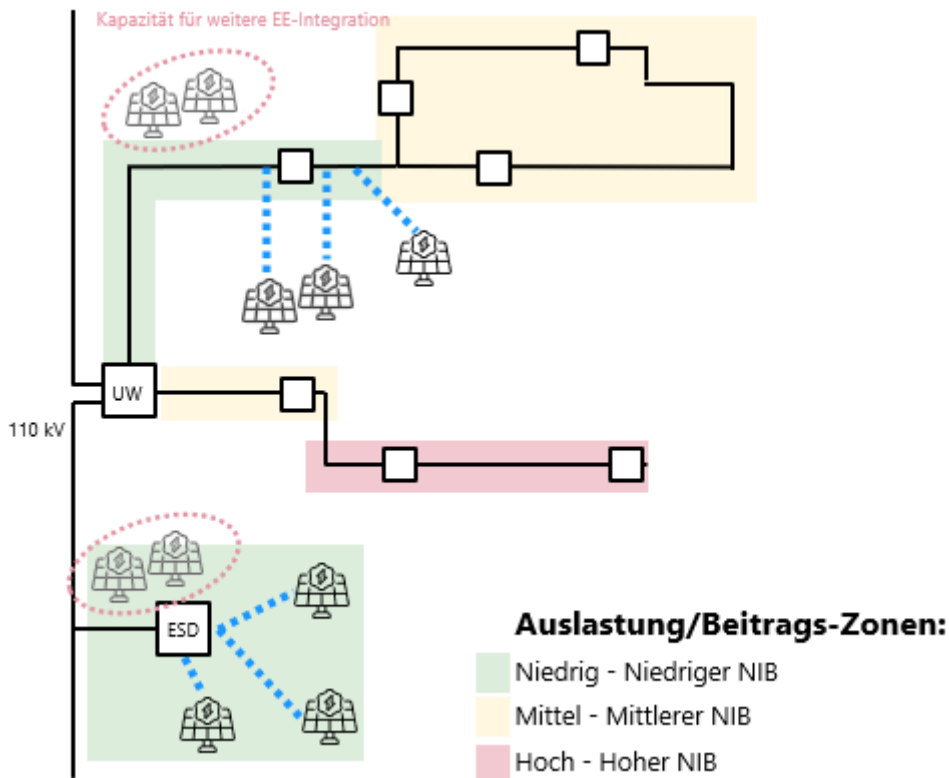 Kapazität für weitere EE-Integration
UW
110 kV
ESD
Auslastung/Beitrags-Zonen:
Niedrig - Niedriger NIB
Mittel - Mittlerer NIB
Hoch - Hoher NIB